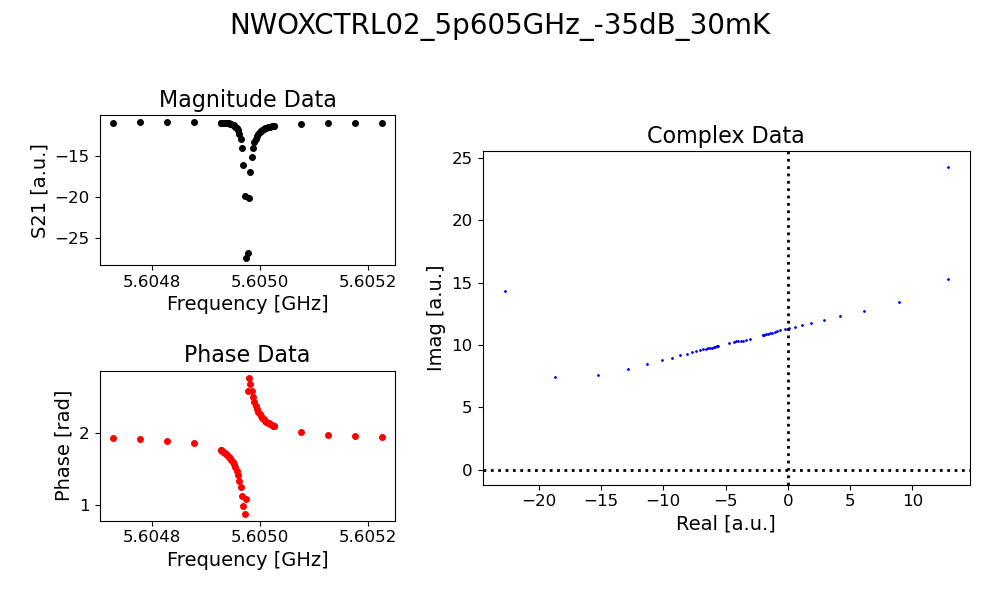 NWOXCTRL02_5p605GHz_-35dB_30mK
Magnitude Data
S21 [a.u.]
−15
−20
−25
5.6048
5.6050
5.6052
Frequency [GHz]
Phase Data
Phase [rad]
2
1
5.6048
5.6050
5.6052
Frequency [GHz]
Complex Data
Imag [a.u.]
25
20
15
10
5
0
−20
−15
−10
−5
0
5
10
Real [a.u.]